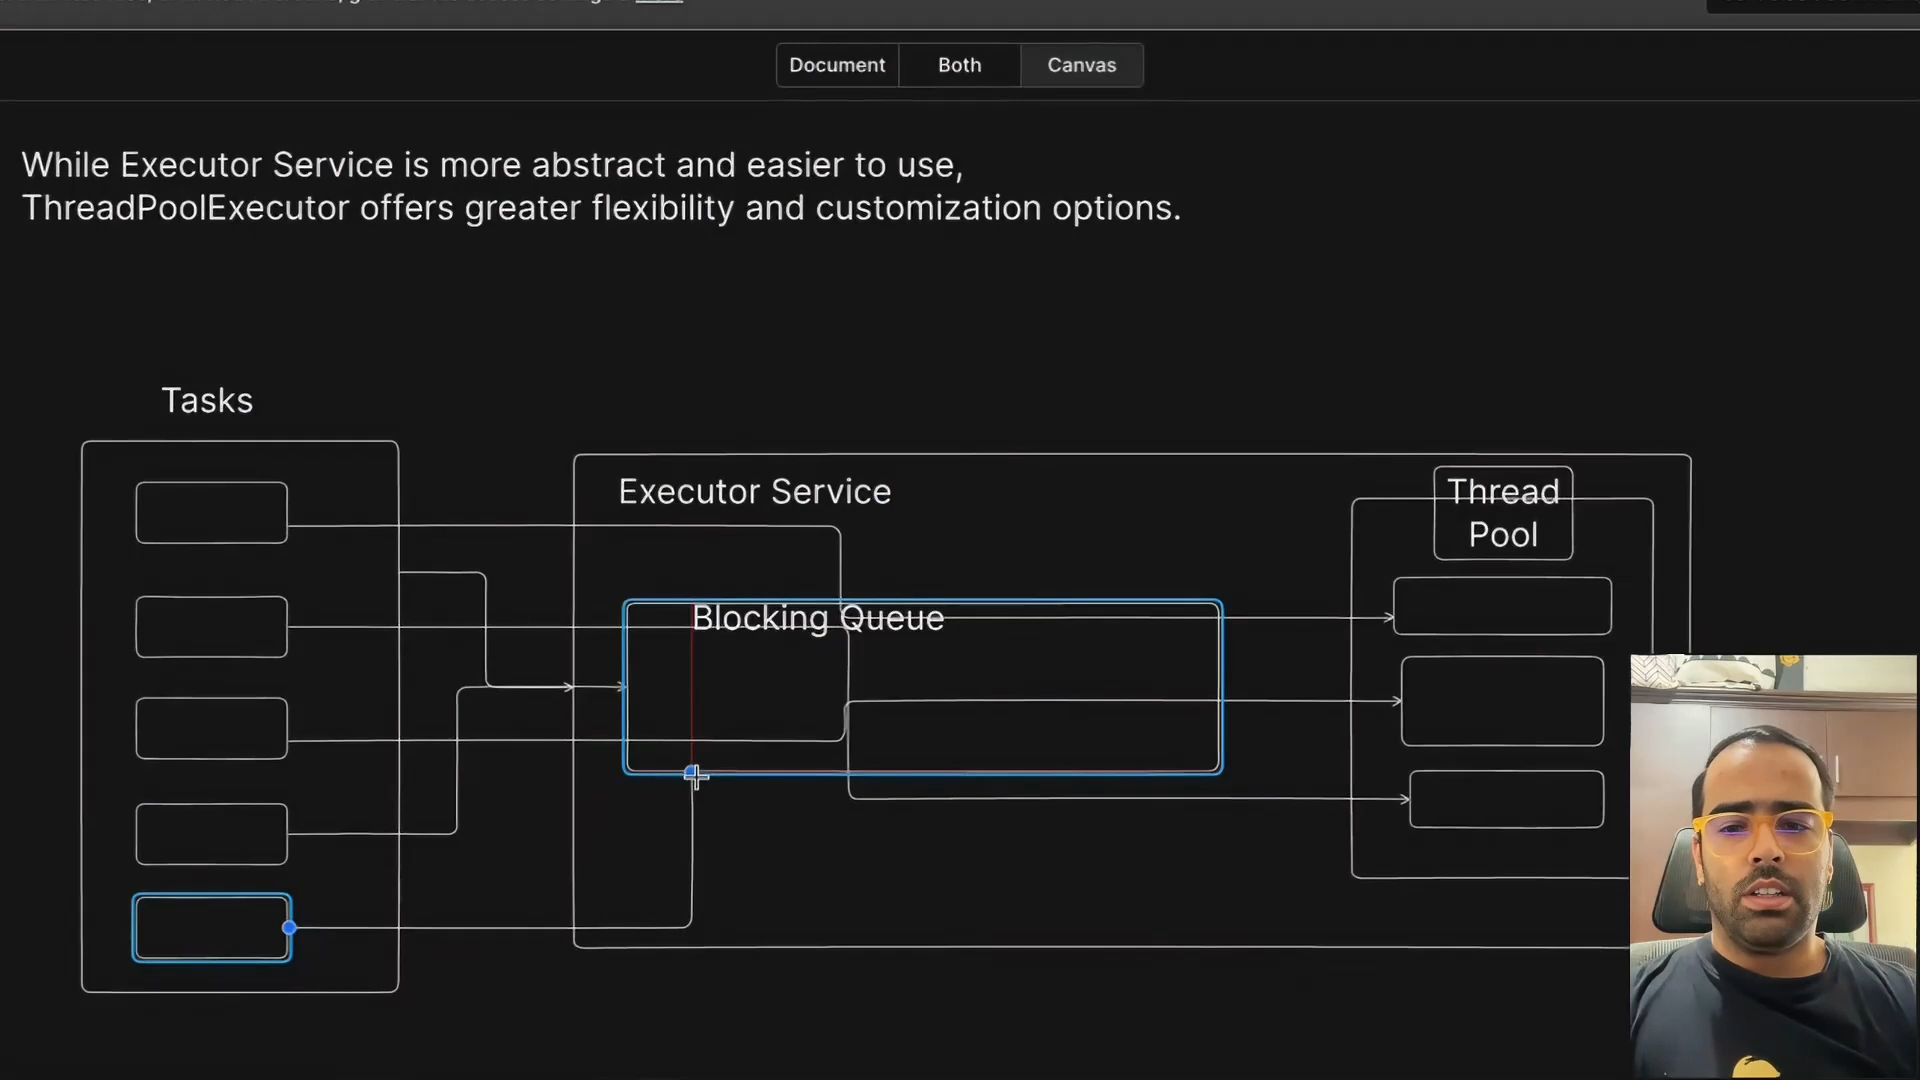 Document
Both
Canvas
While Executor Service is more abstract and easier to use,
ThreadPoolExecutor offers greater flexibility and customization options.
Tasks
Executor Service
Thread
Pool
Blocking Queue